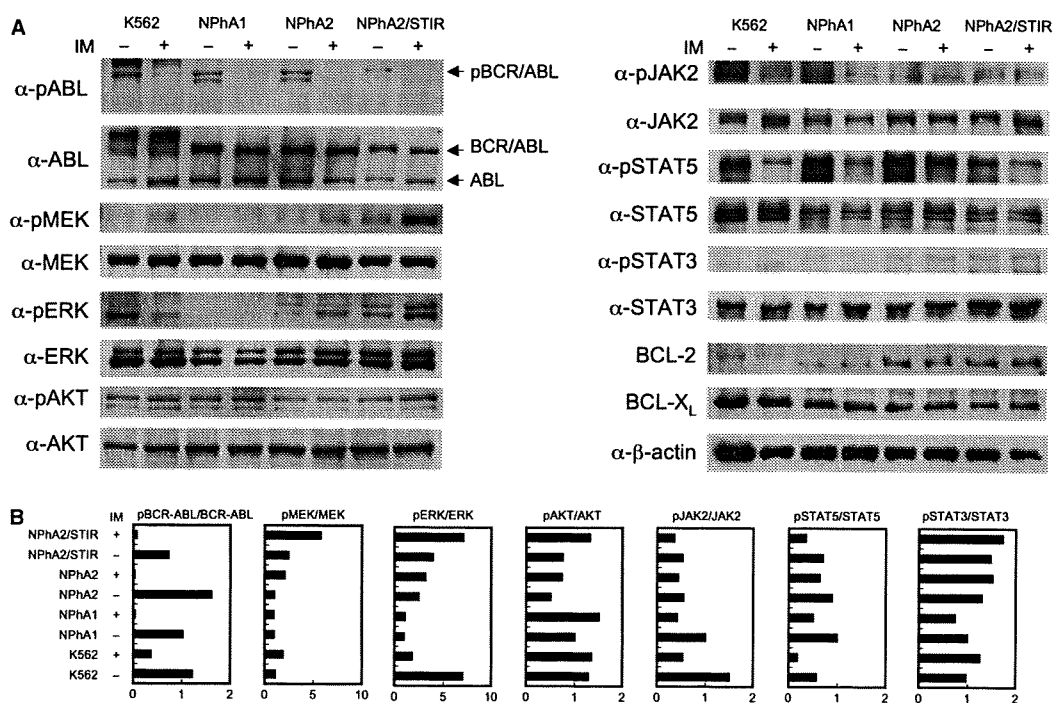 A
K562 NPhA1 NPhA2 NPhA2/STIR
IM – + – + – + – +
α-pABL
pBCR/ABL
α-ABL
BCR/ABL
ABL
α-pMEK
α-MEK
α-pERK
α-ERK
α-pAKT
α-AKT
K562 NPhA1 NPhA2 NPhA2/STIR
IM – + – + – + – +
α-pJAK2
α-JAK2
α-pSTAT5
α-STAT5
α-pSTAT3
α-STAT3
BCL-2
BCL-XL
α-β-actin
B
IM pBCR-ABL/BCR-ABL pMEK/MEK pERK/ERK pAKT/AKT pJAK2/JAK2 pSTAT5/STAT5 pSTAT3/STAT3
NPhA2/STIR +
NPhA2/STIR –
NPhA2 +
NPhA2 –
NPhA1 +
NPhA1 –
K562 +
K562 –
0 1 2 0 5 10 0 5 10 0 1 2 0 1 2 0 1 2 0 1 2